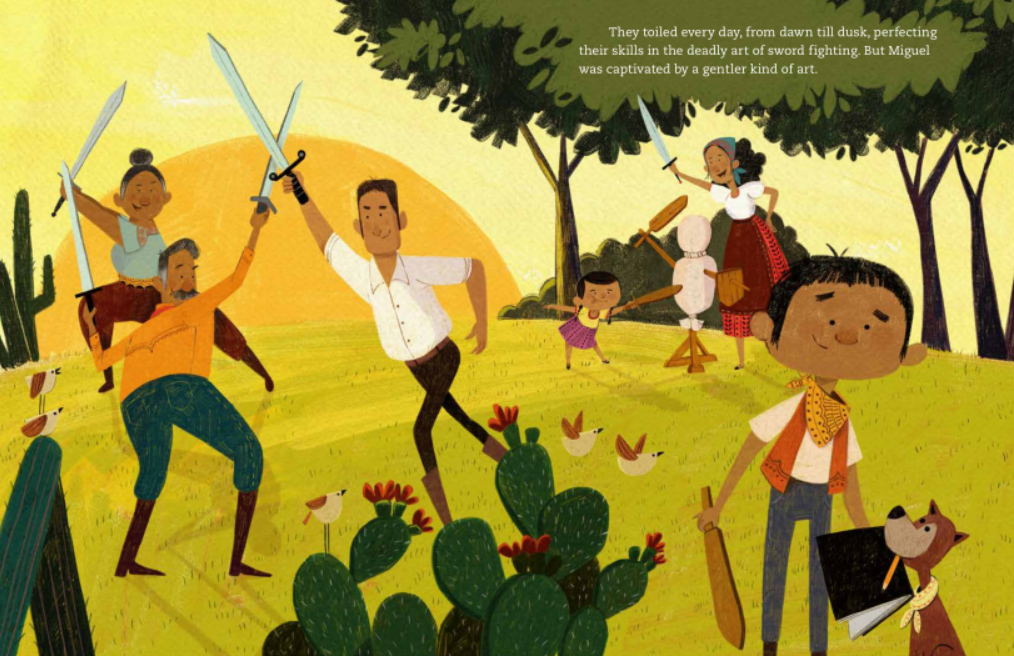 They toiled every day, from dawn till dusk, perfecting
their skills in the deadly art of sword fighting. But Miguel
was captivated by a gentler kind of art.